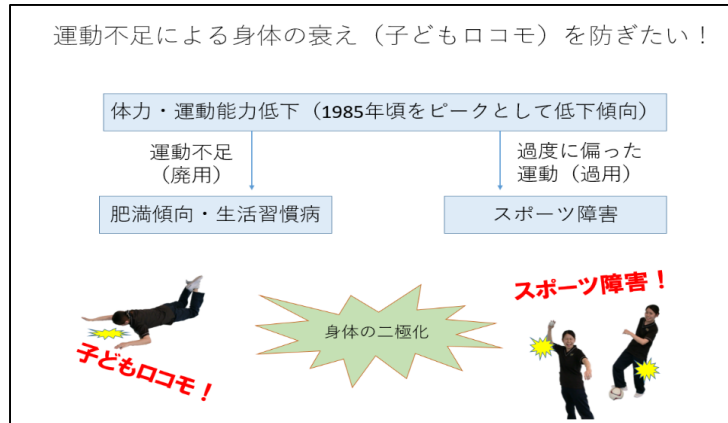 運動不足による身体の衰え（子どもロコモ）を防ぎたい！
体力・運動能力低下（1985年頃をピークとして低下傾向）
運動不足
（廃用）
過度に偏った
運動（過用）
肥満傾向・生活習慣病
スポーツ障害
子どもロコモ！
身体の二極化
スポーツ障害！